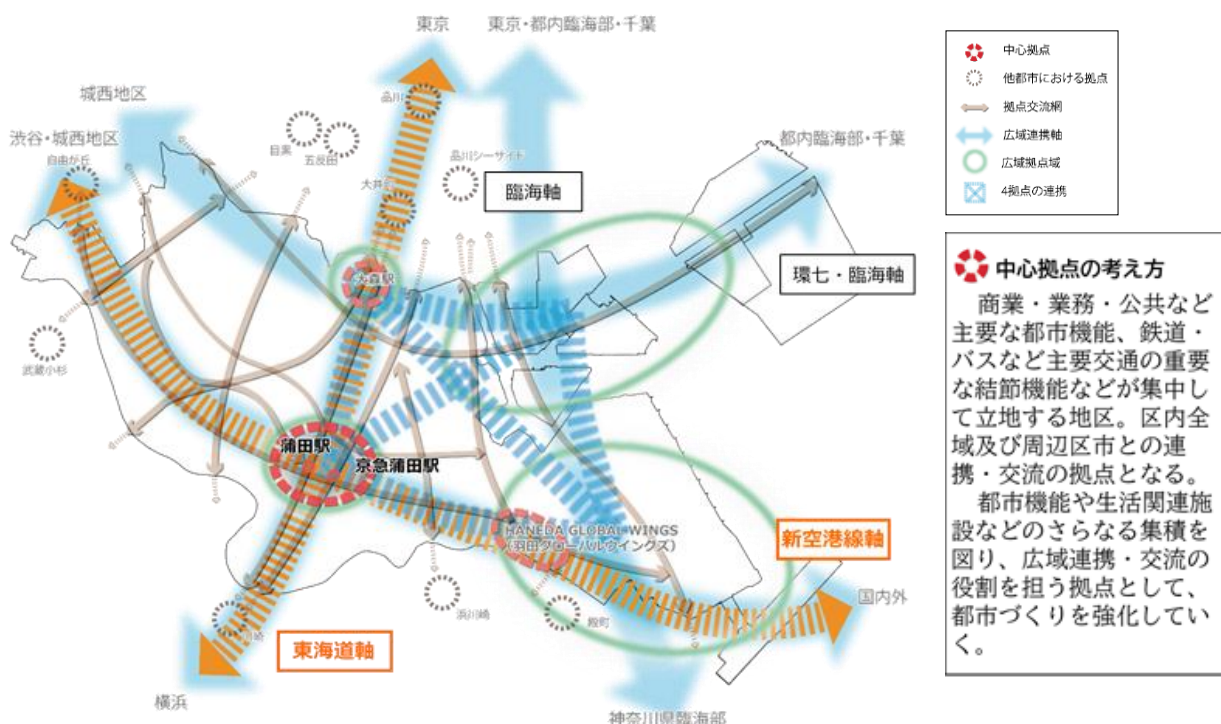 東京
東京・都内臨海部・千葉
城西地区
渋谷・城西地区
自由が丘
目黒
五反田
品川
大井町
品川シーサイド
都内臨海部・千葉
臨海軸
環七・臨海軸
大森駅
武蔵小杉
蒲田駅
京急蒲田駅
HANEDA GLOBAL WINGS
(羽田グローバルウイングズ)
新空港線軸
国内外
川崎
浜川崎
殿町
東海道軸
横浜
神奈川県臨海部
中心拠点
他都市における拠点
拠点交流網
広域連携軸
広域拠点域
4拠点の連携
中心拠点の考え方
商業・業務・公共など
主要な都市機能、鉄道・
バスなど主要交通の重要
な結節機能などが集中し
て立地する地区。区内全
域及び周辺区市との連
携・交流の拠点となる。
都市機能や生活関連施
設などのさらなる集積を
図り、広域連携・交流の
役割を担う拠点として、
都市づくりを強化してい
く。